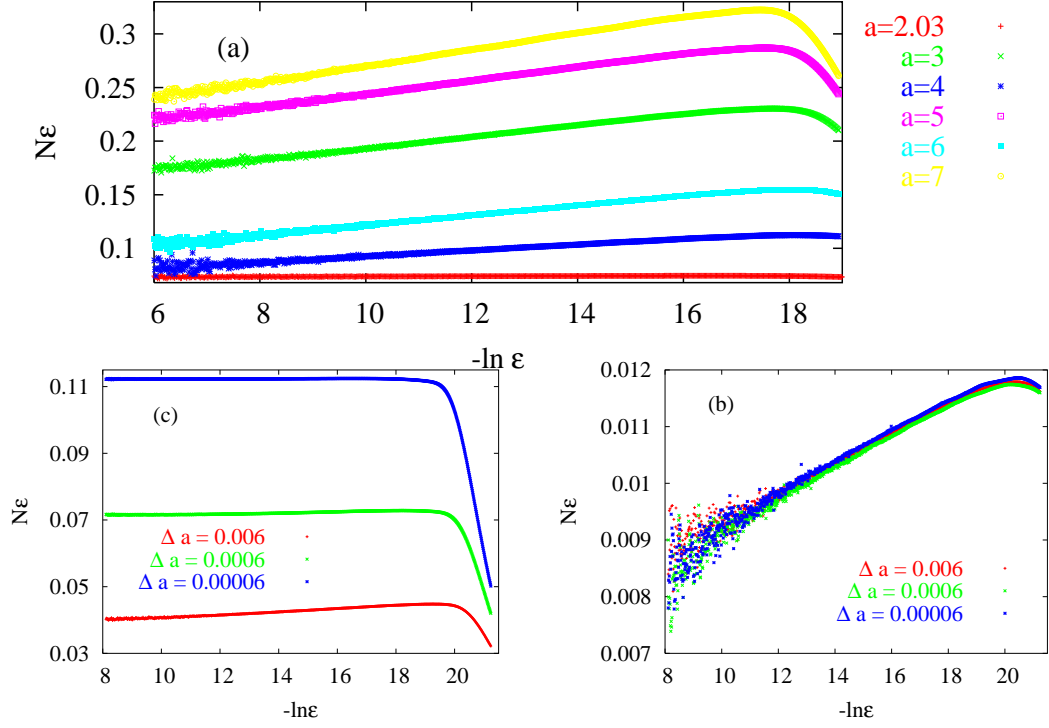 (a)
Nε
0.3
0.25
0.2
0.15
0.1
6 8 10 12 14 16 18
-ln ε
a=2.03
a=3
a=4
a=5
a=6
a=7
(c)
Nε
0.11
0.09
0.07
0.05
0.03
Δ a = 0.006
Δ a = 0.0006
Δ a = 0.00006
8 10 12 14 16 18 20
-lnε
(b)
Nε
0.012
0.011
0.01
0.009
0.008
0.007
Δ a = 0.006
Δ a = 0.0006
Δ a = 0.00006
8 10 12 14 16 18 20
-lnε